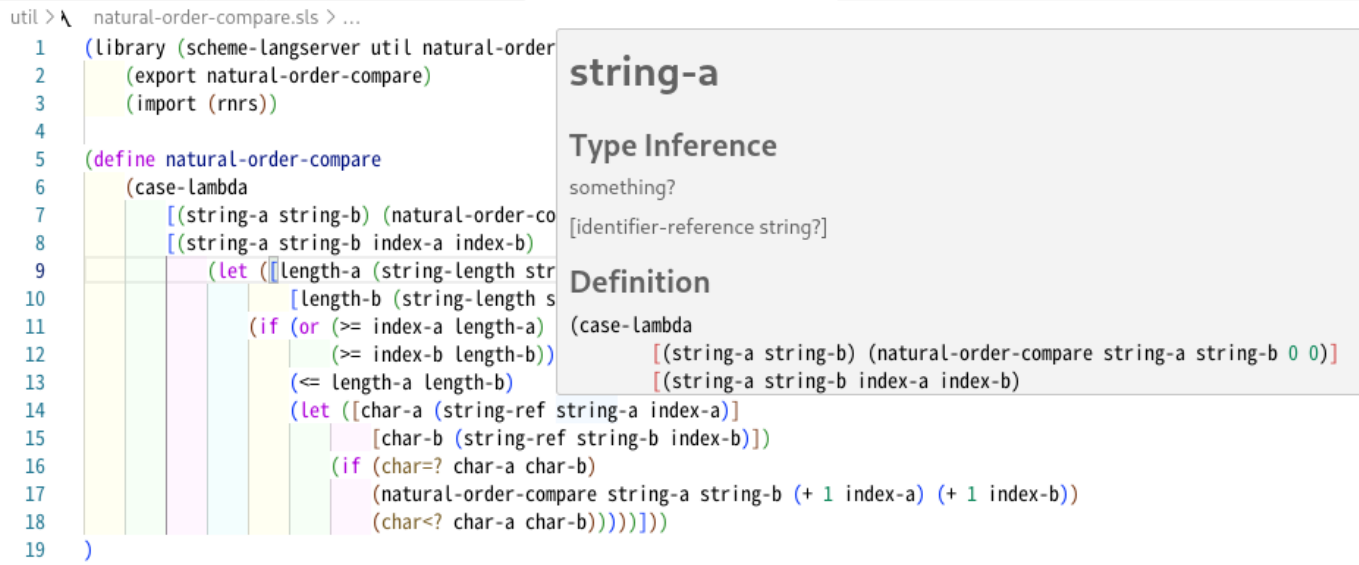 util > natural-order-compare.sls > ...
1 (library (scheme-langserver util natural-order
2 (export natural-order-compare)
3 (import (rnrs))
4
5 (define natural-order-compare
6 (case-lambda
7 [(string-a string-b) (natural-order-co
8 [(string-a string-b index-a index-b)
9 (let ([length-a (string-length str
10 [length-b (string-length s
11 (if (or (>= index-a length-a)
12 (>= index-b length-b))
13 (<= length-a length-b)
14 (let ([char-a (string-ref string-a index-a)]
15 [char-b (string-ref string-b index-b)])
16 (if (char=? char-a char-b)
17 (natural-order-compare string-a string-b (+ 1 index-a) (+ 1 index-b))
18 (char<? char-a char-b)))))]))
19 )
string-a
Type Inference
something?
[identifier-reference string?]
Definition
(case-lambda
[(string-a string-b) (natural-order-compare string-a string-b 0 0)]
[(string-a string-b index-a index-b)